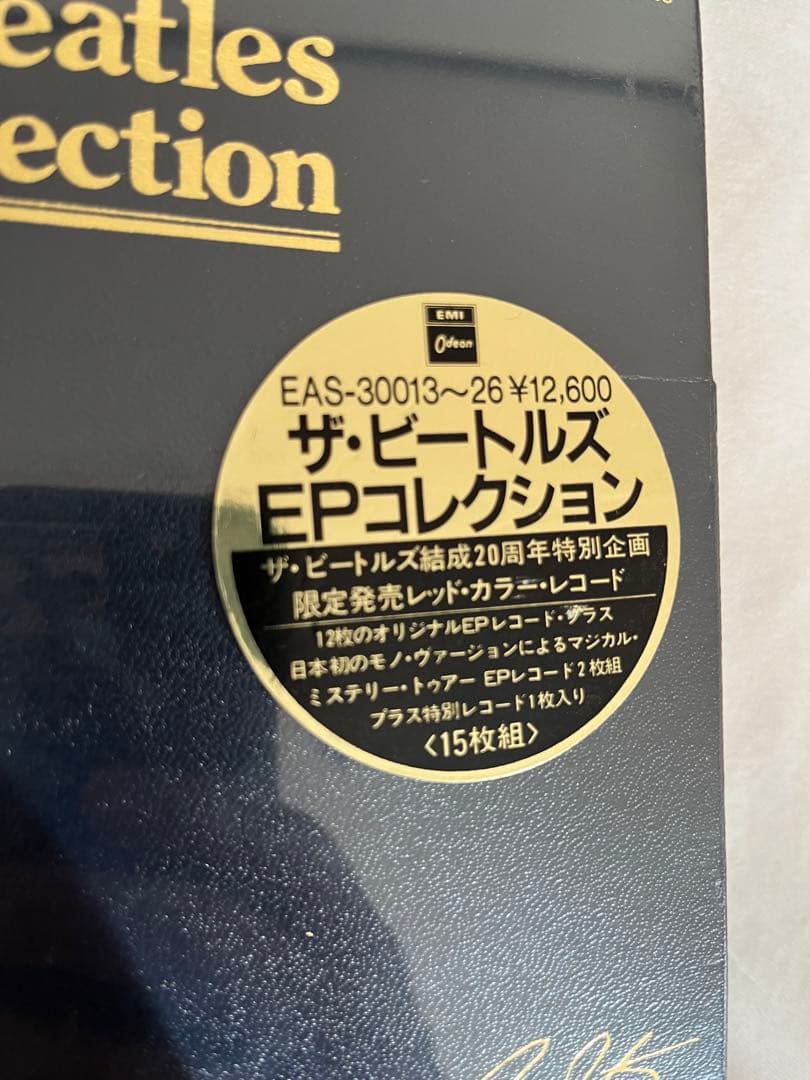 eatles
ection
EMI
Odeon
EAS-30013～26 ¥12,600
ザ・ビートルズ
EPコレクション
ザ・ビートルズ結成20周年特別企画
限定発売レッド・カラー・レコード
12枚のオリジナルEPレコード・プラス
日本初のモノ・ヴァージョンによるマジカル・
ミステリー・トゥアー EPレコード2枚組
プラス特別レコード1枚入り
〈15枚組〉